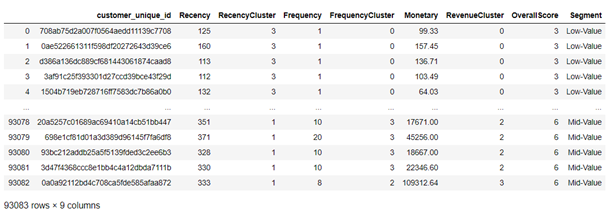 customer_unique_id Recency RecencyCluster Frequency FrequencyCluster Monetary RevenueCluster OverallScore Segment
0 708ab75d2a007f0564aedd11139c7708 125 3 1 0 99.33 0 3 Low-Value
1 0ae522661311f598df20272643d39ce6 160 3 1 0 157.45 0 3 Low-Value
2 d386a136dc889cf681443061874caad8 113 3 1 0 136.71 0 3 Low-Value
3 3af91c25f393301d27ccd39bce43f29d 112 3 1 0 103.49 0 3 Low-Value
4 1504b719eb728716ff7583dc7b86a0b0 132 3 1 0 64.03 0 3 Low-Value
... ... ... ... ... ... ... ... ... ...
93078 20a5257c01689ac69410a14cb51bb447 351 1 10 3 17671.00 2 6 Mid-Value
93079 698e1cf81d01a3d389d96145f7fa6df8 371 1 20 3 45256.00 2 6 Mid-Value
93080 93bc212addb25a5f5139fded3c2ee6b3 328 1 10 3 18667.00 2 6 Mid-Value
93081 3d47f4368ccc8e1bb4c4a12dbda7111b 330 1 10 3 22346.60 2 6 Mid-Value
93082 0a0a92112bd4c708ca5fde585afaa872 333 1 8 2 109312.64 3 6 Mid-Value
93083 rows × 9 columns